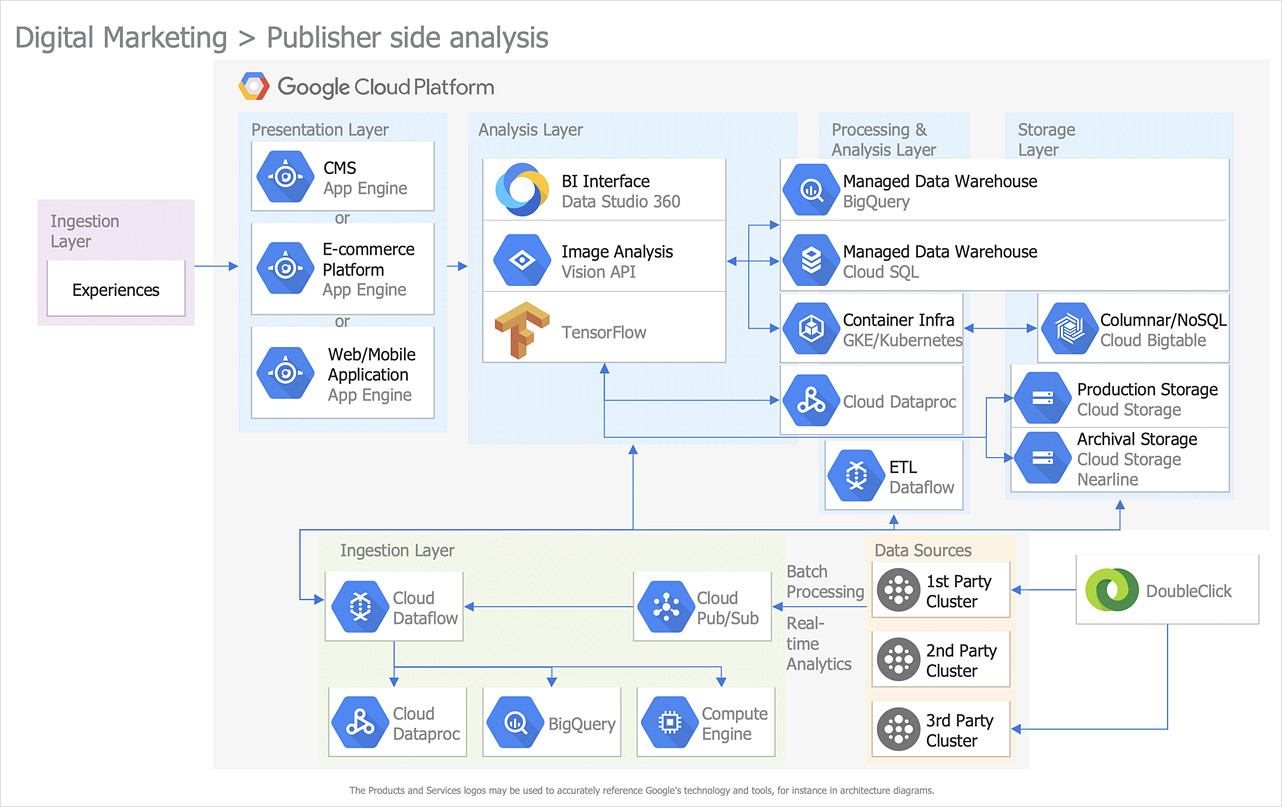 Digital Marketing > Publisher side analysis
Google Cloud Platform
Ingestion
Layer
Experiences
Presentation Layer
CMS
App Engine
or
E-commerce
Platform
App Engine
or
Web/Mobile
Application
App Engine
Analysis Layer
BI Interface
Data Studio 360
Image Analysis
Vision API
TensorFlow
Processing &
Analysis Layer
Storage
Layer
Managed Data Warehouse
BigQuery
Managed Data Warehouse
Cloud SQL
Container Infra
GKE/Kubernetes
Columnar/NoSQL
Cloud Bigtable
Cloud Dataproc
Production Storage
Cloud Storage
Archival Storage
Cloud Storage
Nearline
ETL
Dataflow
Ingestion Layer
Cloud
Dataflow
Cloud
Pub/Sub
Cloud
Dataproc
BigQuery
Compute
Engine
Batch
Processing
Real-
time
Analytics
Data Sources
1st Party
Cluster
2nd Party
Cluster
3rd Party
Cluster
DoubleClick
The Products and Services logos may be used to accurately reference Google's technology and tools, for instance in architecture diagrams.